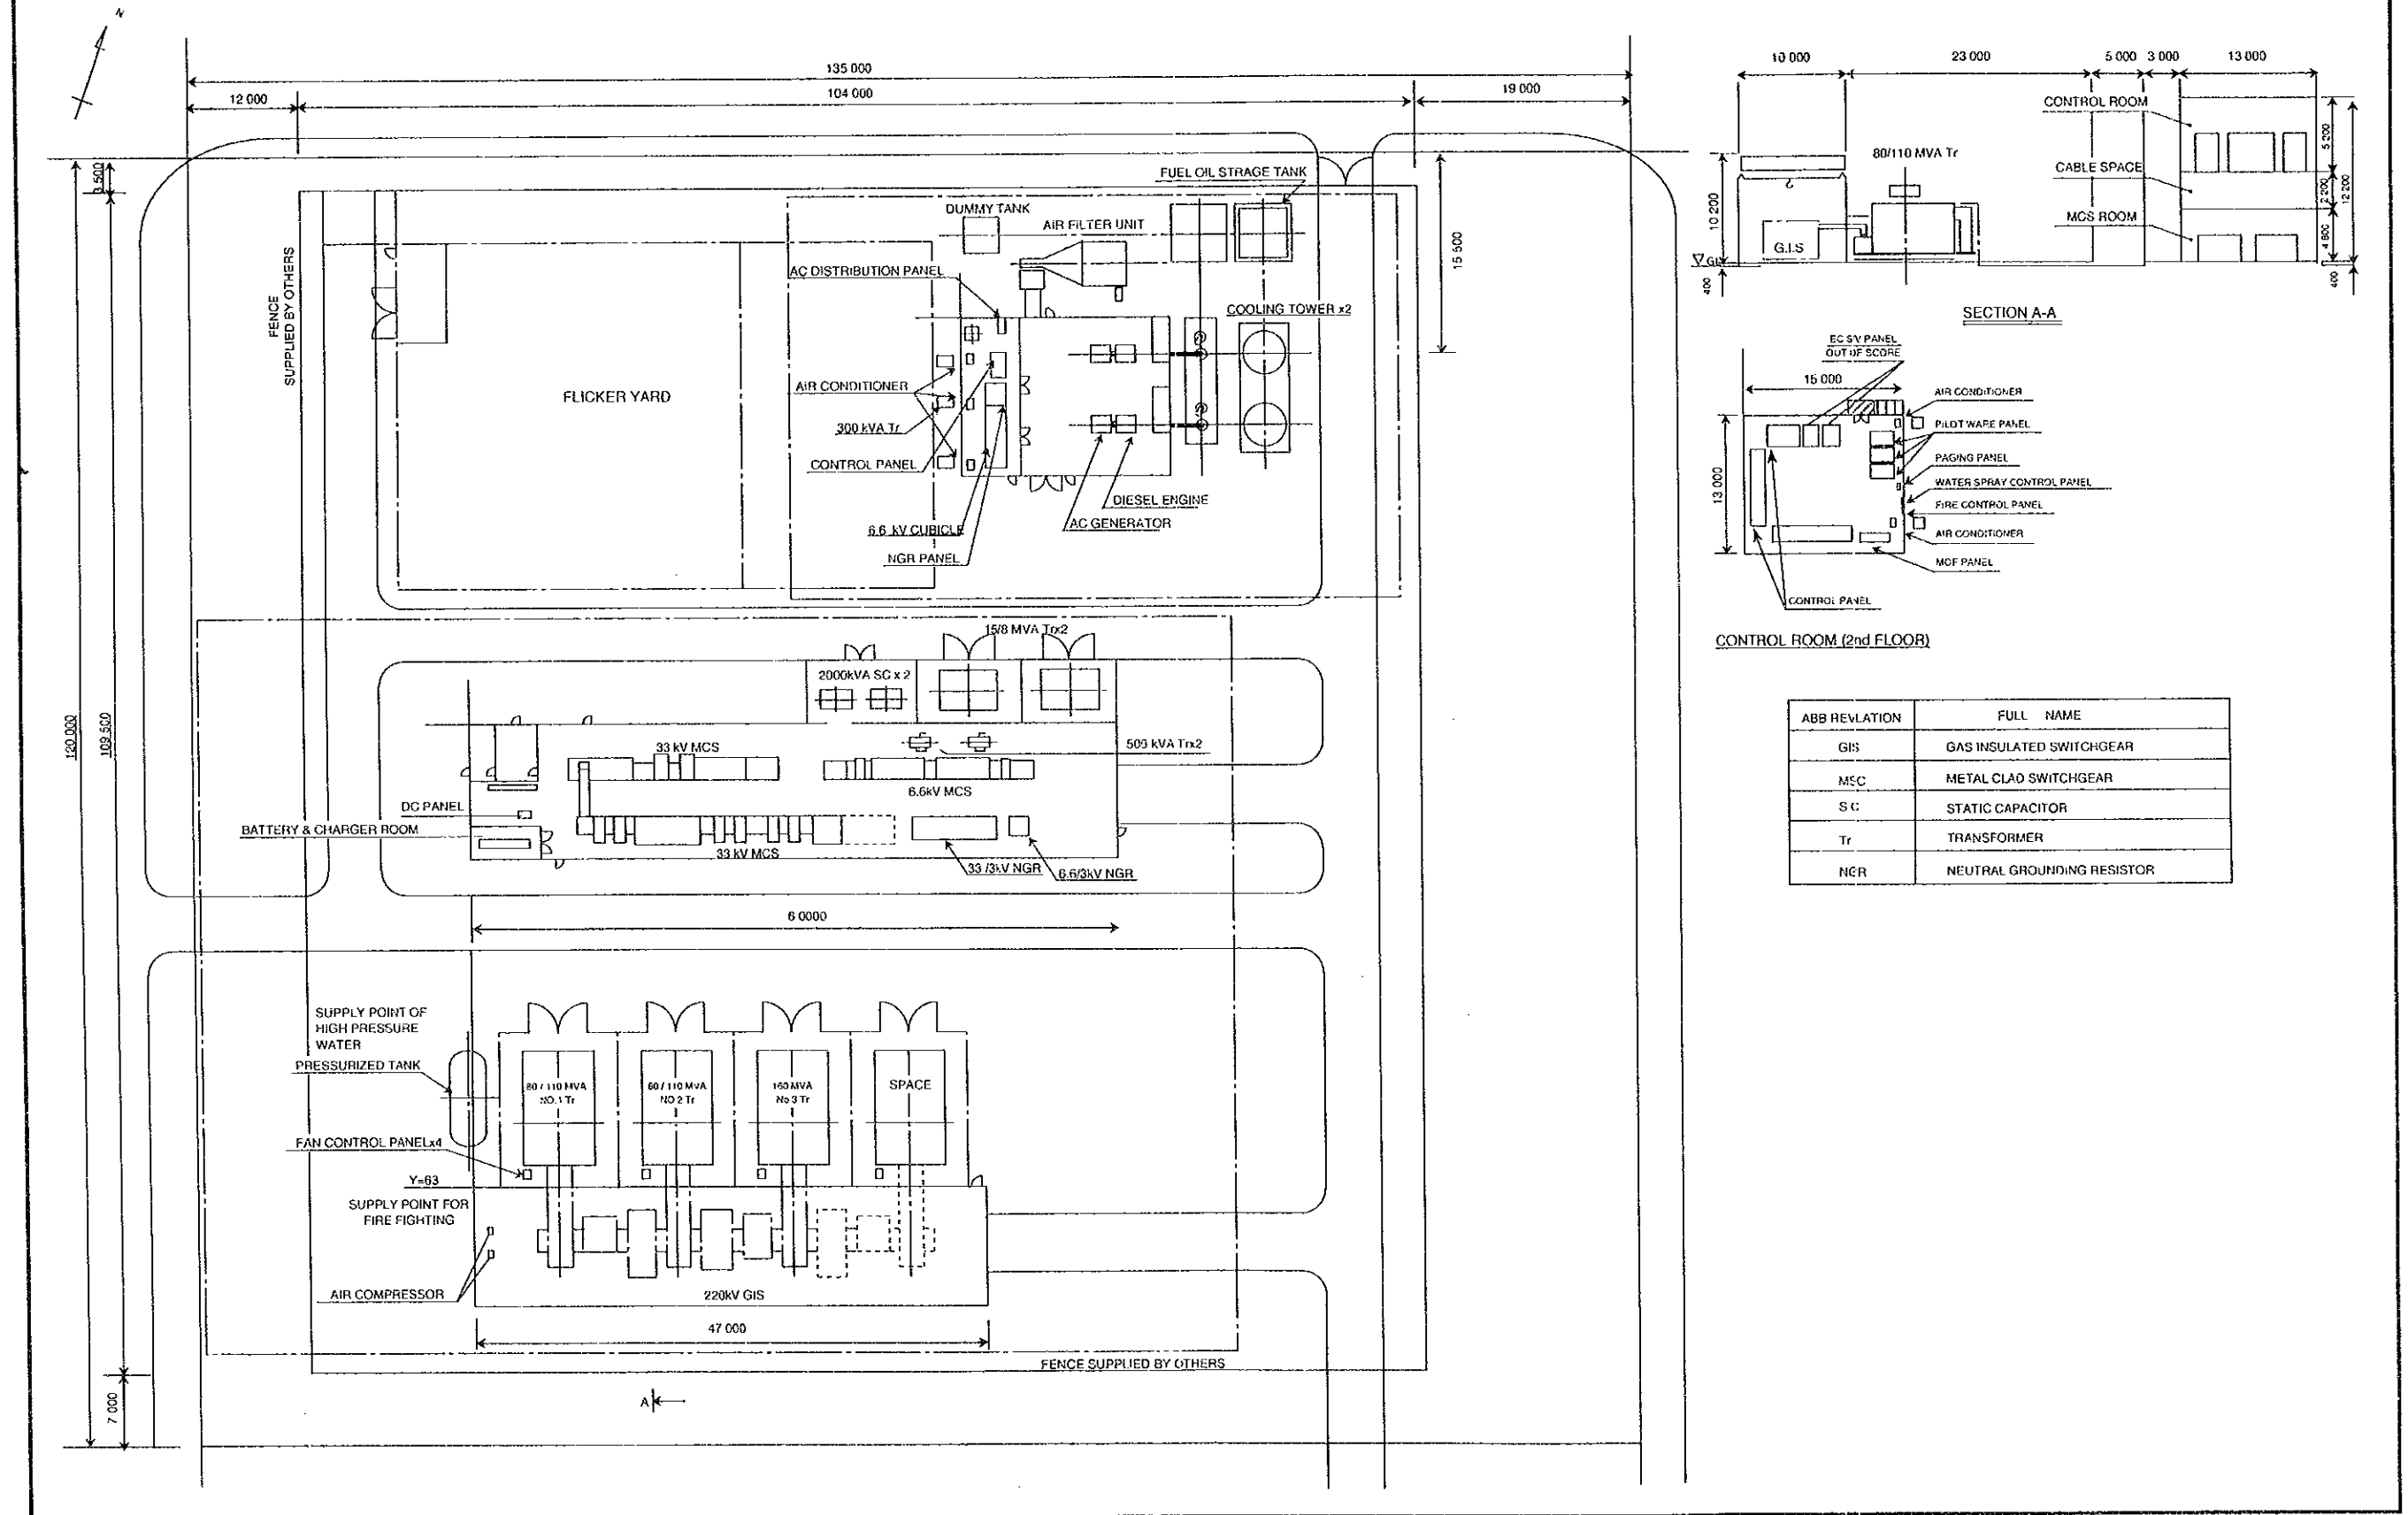 N
135 000
12 000
104 000
19 000
3 500
FUEL OIL STRAGE TANK
DUMMY TANK
AIR FILTER UNIT
AC DISTRIBUTION PANEL
COOLING TOWER x2
15 500
FENCE
SUPPLIED BY OTHERS
FLICKER YARD
AIR CONDITIONER
300 kVA Tr
CONTROL PANEL
DIESEL ENGINE
AC GENERATOR
6.6 kV CUBICLE
NGR PANEL
120 000
109 500
15/8 MVA Trx2
2000kVA SC x 2
33 kV MCS
500 kVA Trx2
6.6kV MCS
DC PANEL
BATTERY & CHARGER ROOM
33 kV MCS
33 /3kV NGR
6.6/3kV NGR
6 0000
SUPPLY POINT OF
HIGH PRESSURE
WATER
PRESSURIZED TANK
80 / 110 MVA
NO.1 Tr
80 / 110 MVA
NO 2 Tr
160 MVA
No 3 Tr
SPACE
FAN CONTROL PANELx4
Y=63
SUPPLY POINT FOR
FIRE FIGHTING
AIR COMPRESSOR
220kV GIS
47 000
FENCE SUPPLIED BY OTHERS
A
7 000
10 000
23 000
5 000
3 000
13 000
CONTROL ROOM
80/110 MVA Tr
CABLE SPACE
MCS ROOM
G.I.S
GL
10 200
400
5 200
2 200
4 800
12 200
400
SECTION A-A
EC S/V PANEL
OUT OF SCORE
15 000
13 000
AIR CONDITIONER
PILOT WARE PANEL
PAGING PANEL
WATER SPRAY CONTROL PANEL
FIRE CONTROL PANEL
AIR CONDITIONER
MOF PANEL
CONTROL PANEL
CONTROL ROOM (2nd FLOOR)
ABB REVLATION FULL NAME
GIS GAS INSULATED SWITCHGEAR
MSC METAL CLAD SWITCHGEAR
S C STATIC CAPACITOR
Tr TRANSFORMER
NGR NEUTRAL GROUNDING RESISTOR